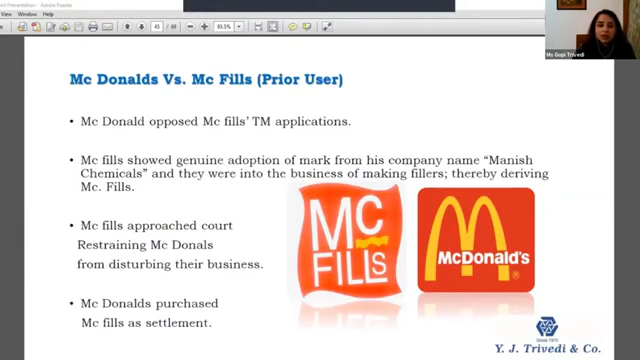 Window Help
45 / 60
93.5%
Ms Gopi Trivedi
Mc Donalds Vs. Mc Fills (Prior User)
• Mc Donald opposed Mc fills' TM applications.
• Mc fills showed genuine adoption of mark from his company name "Manish
Chemicals" and they were into the business of making fillers; thereby deriving
Mc. Fills.
• Mc fills approached court
Restraining Mc Donals
from disturbing their business.
• Mc Donalds purchased
Mc fills as settlement.
Mc
FILLS
McDonald's
®
Since 1970
Y. J. Trivedi & Co.